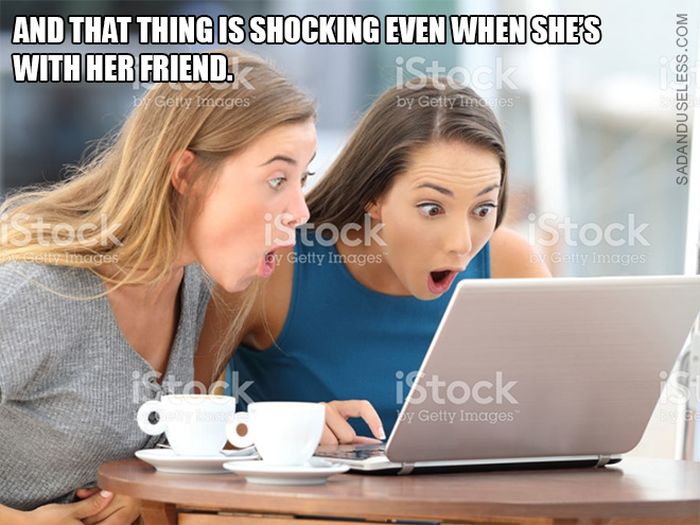 AND THAT THING IS SHOCKING EVEN WHEN SHE'S
WITH HER FRIEND.
SADANDUSELESS.COM
iStock
by Getty Images
iStock
by Getty Images
iStock
by Getty Images
iStock
by Getty Images
iStock
by Getty Images
iStock
by Getty Images
iStock
by Getty Images